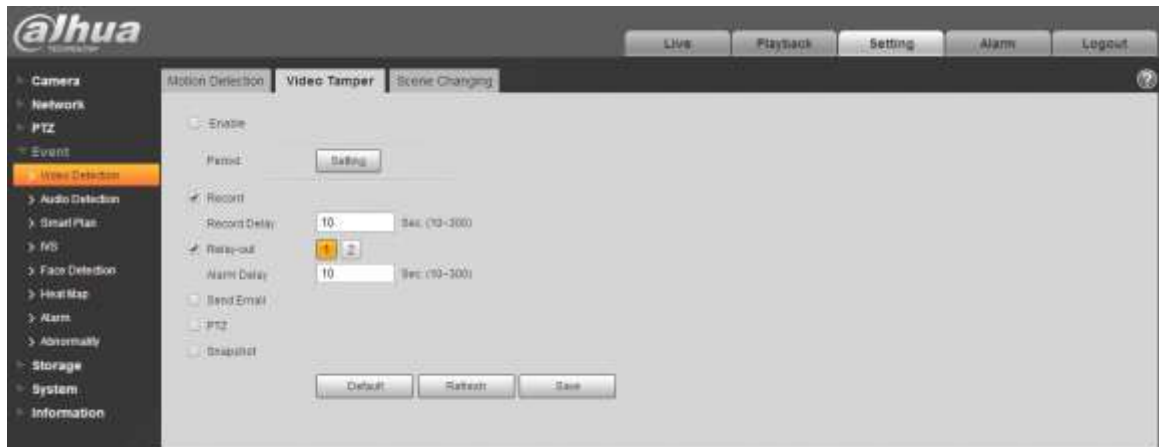 alhua
TECHNOLOGY
Live
Playback
Setting
Alarm
Logout
Camera
Network
PTZ
Event
Video Detection
Audio Detection
Smart Plan
IVS
Face Detection
Heat Map
Alarm
Abnormality
Storage
System
Information
Motion Detection
Video Tamper
Scene Changing
?
Enable
Period Setting
Record
Record Delay 10 Sec. (10~300)
Relay-out 1 2
Alarm Delay 10 Sec. (10~300)
Send Email
PTZ
Snapshot
Default Refresh Save